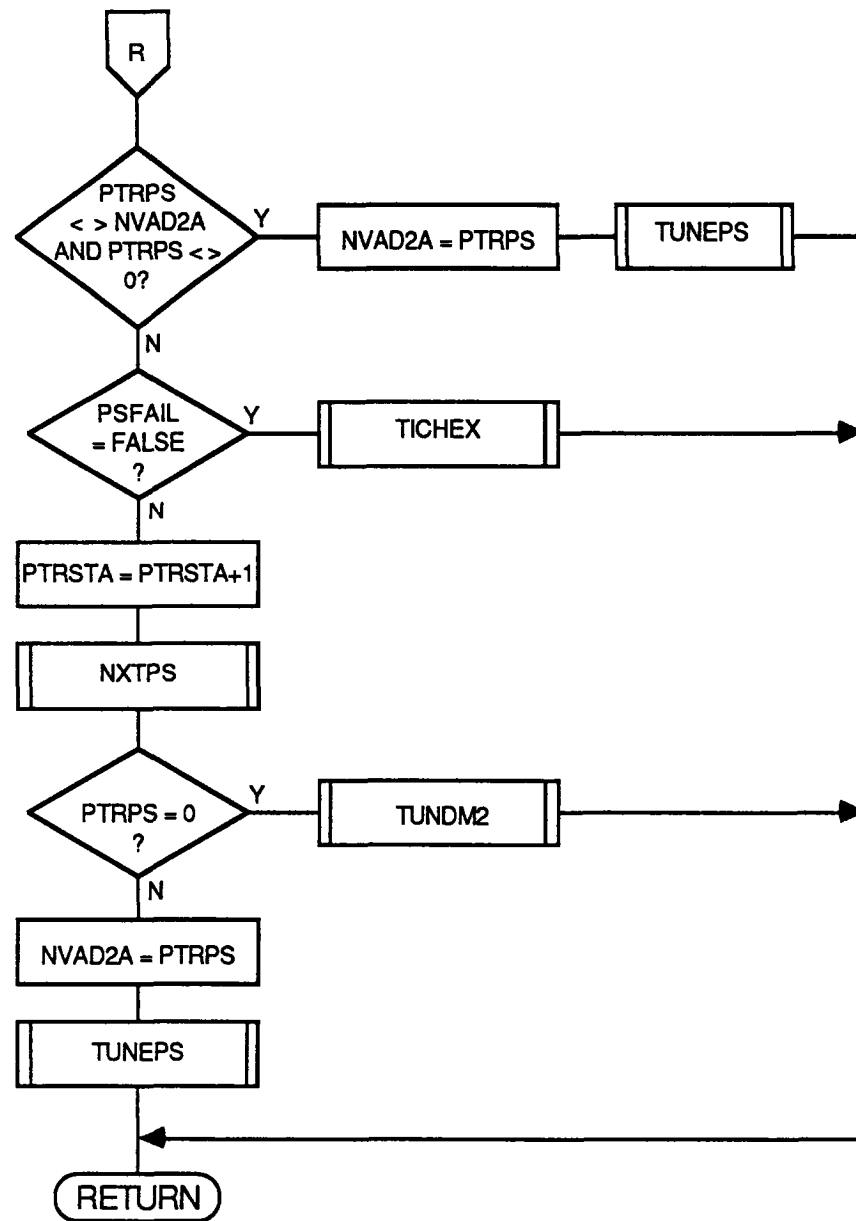 R
PTRPS
< > NVAD2A
AND PTRPS < >
0?
Y
NVAD2A = PTRPS
TUNEPS
N
PSFAIL
= FALSE
?
Y
TICHEX
N
PTRSTA = PTRSTA+1
NXTPS
PTRPS = 0
?
Y
TUNDM2
N
NVAD2A = PTRPS
TUNEPS
RETURN